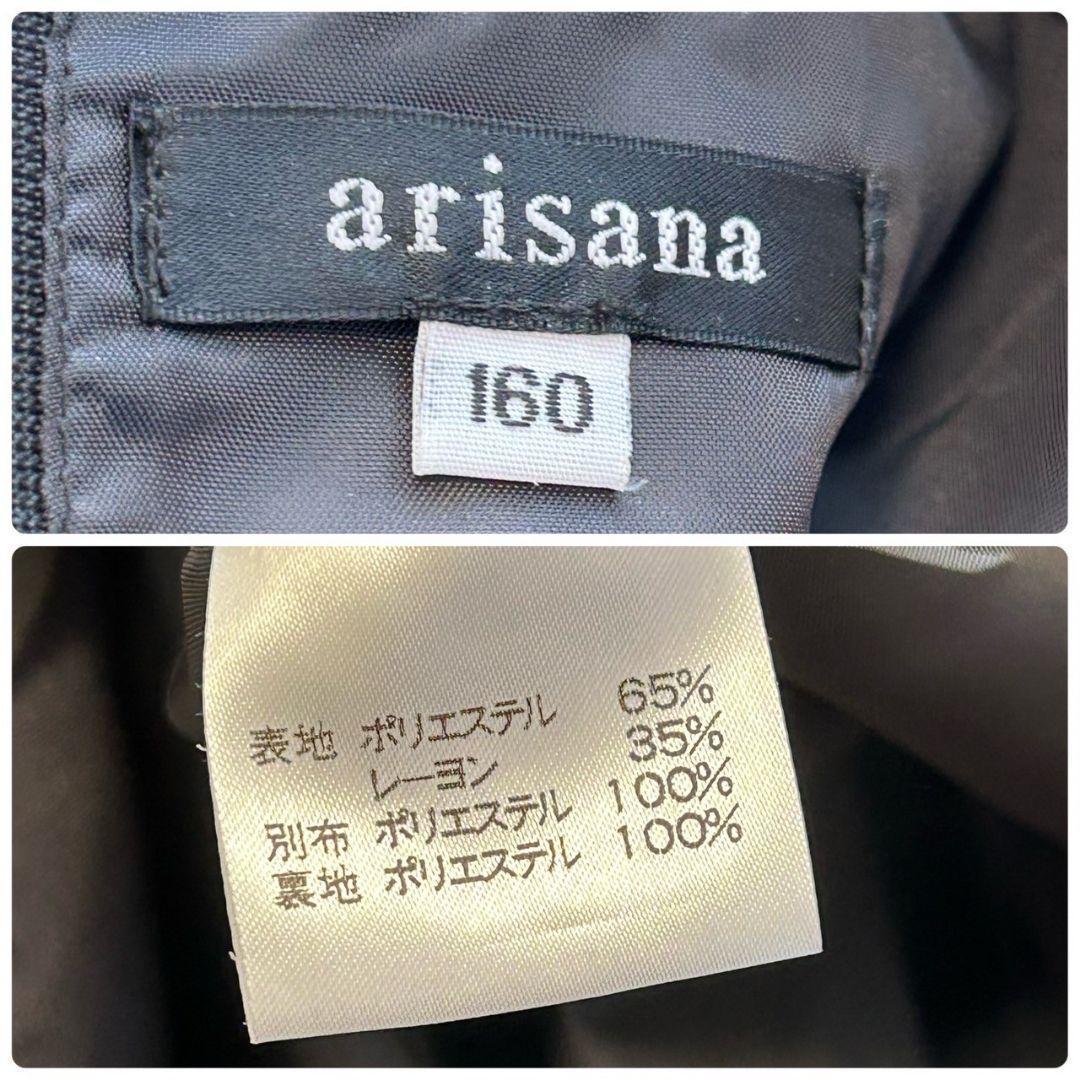 arisana
160
表地 ポリエステル 65%
レーヨン 35%
別布 ポリエステル 100%
裏地 ポリエステル 100%